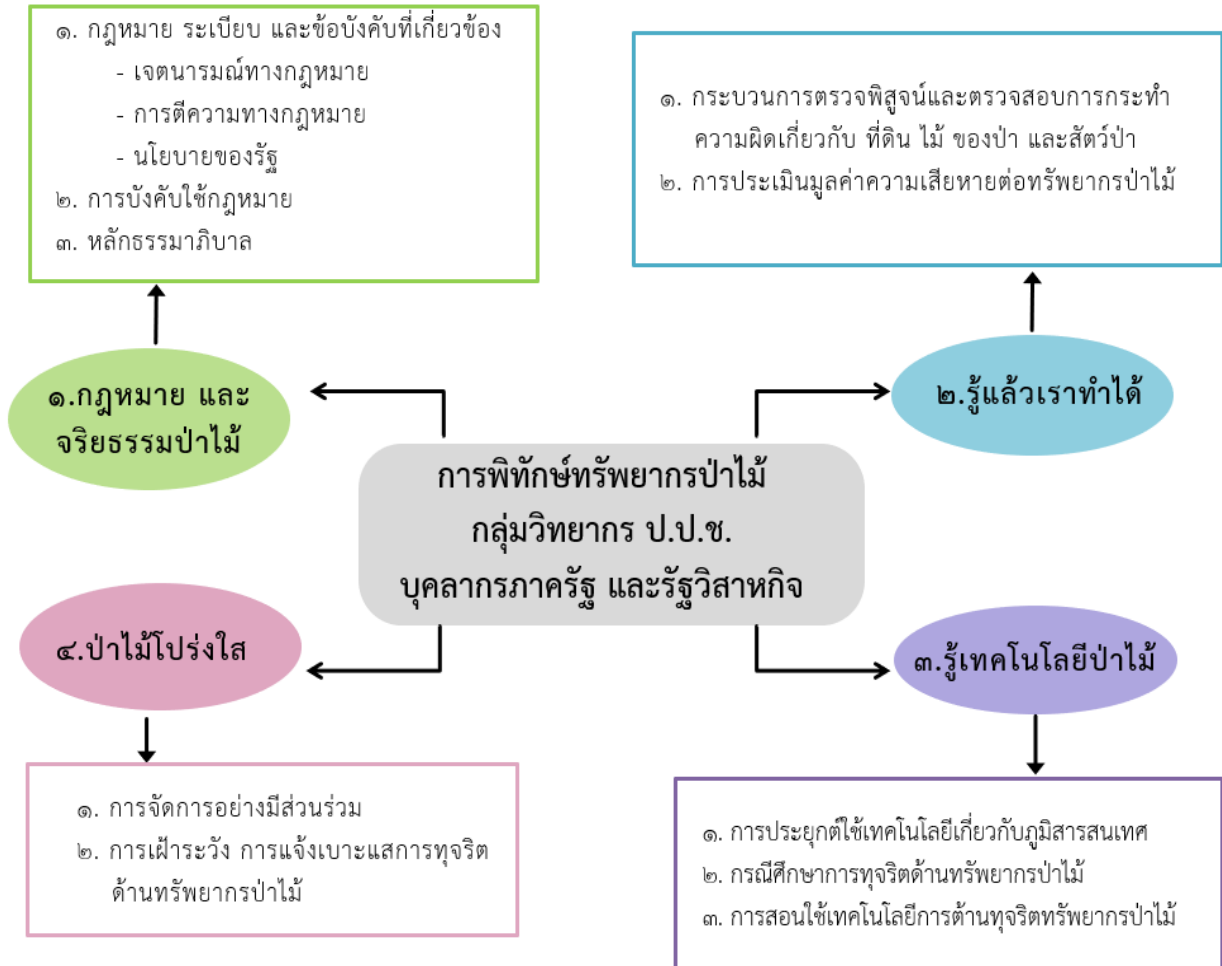 ๑. กฎหมาย ระเบียบ และข้อบังคับที่เกี่ยวข้อง
- เจตนารมณ์ทางกฎหมาย
- การตีความทางกฎหมาย
- นโยบายของรัฐ
๒. การบังคับใช้กฎหมาย
๓. หลักธรรมาภิบาล
๑. กระบวนการตรวจพิสูจน์และตรวจสอบการกระทำ
ความผิดเกี่ยวกับ ที่ดิน ไม้ ของป่า และสัตว์ป่า
๒. การประเมินมูลค่าความเสียหายต่อทรัพยากรป่าไม้
๑.กฎหมาย และ
จริยธรรมป่าไม้
๒.รู้แล้วเราทำได้
การพิทักษ์ทรัพยากรป่าไม้
กลุ่มวิทยากร ป.ป.ช.
บุคลากรภาครัฐ และรัฐวิสาหกิจ
๔.ป่าไม้โปร่งใส
๓.รู้เทคโนโลยีป่าไม้
๑. การจัดการอย่างมีส่วนร่วม
๒. การเฝ้าระวัง การแจ้งเบาะแสการทุจริต
ด้านทรัพยากรป่าไม้
๑. การประยุกต์ใช้เทคโนโลยีเกี่ยวกับภูมิสารสนเทศ
๒. กรณีศึกษาการทุจริตด้านทรัพยากรป่าไม้
๓. การสอนใช้เทคโนโลยีการต้านทุจริตทรัพยากรป่าไม้